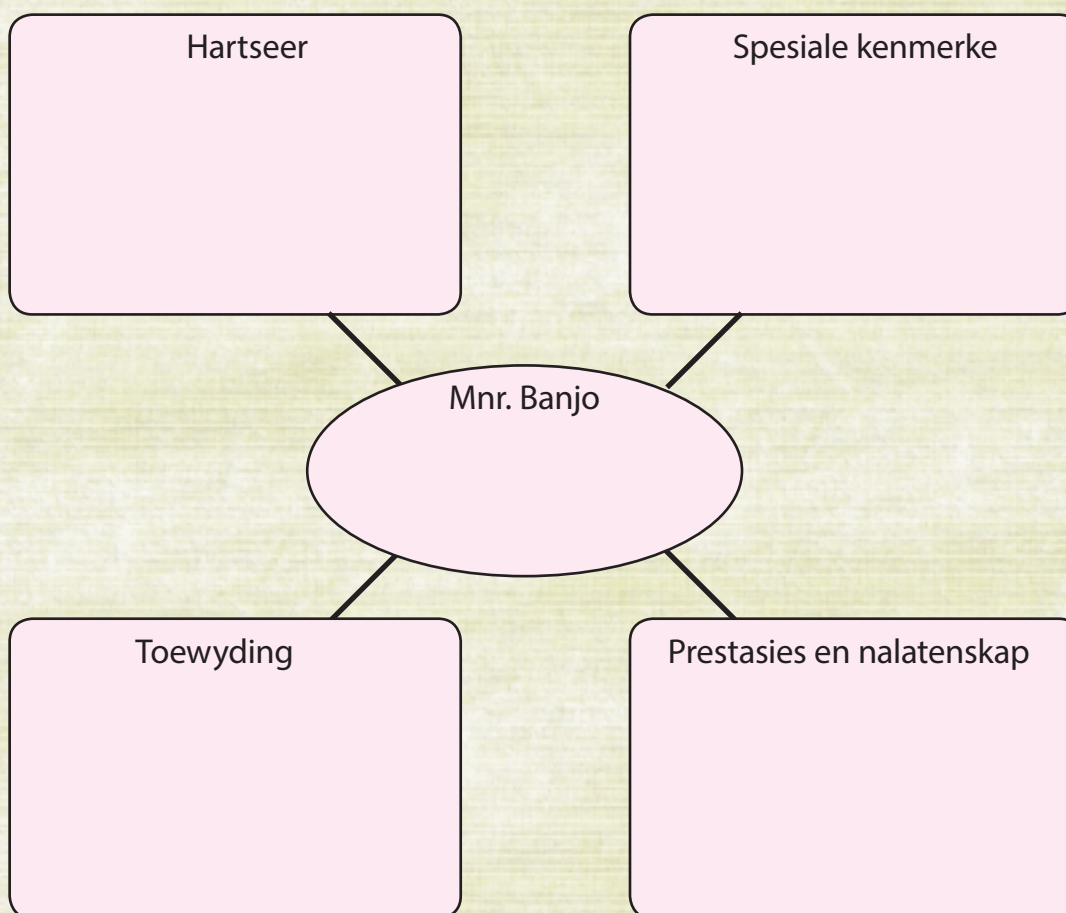 Hartseer
Spesiale kenmerke
Mnr. Banjo
Toewyding
Prestasies en nalatenskap